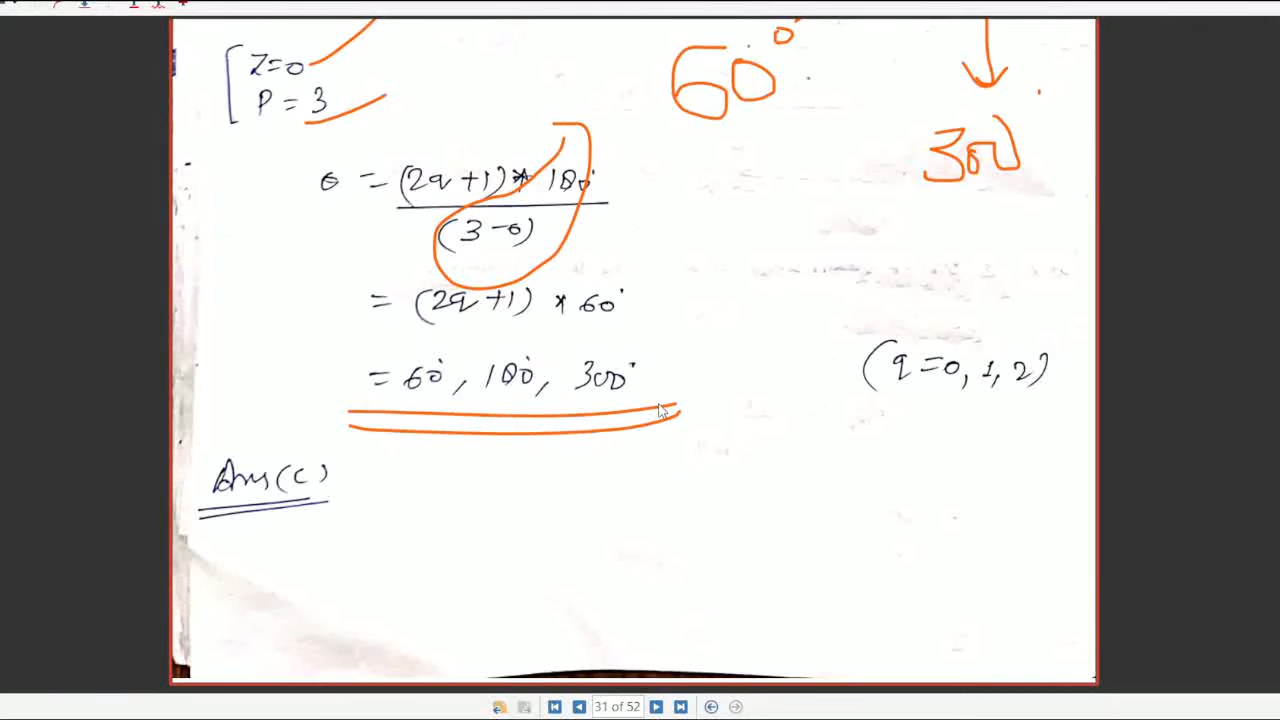 Z=0
P = 3
60°
300
θ = (2q+1) * 180°
(3-0)
= (2q+1) * 60°
= 60°, 180°, 300°
(q=0, 1, 2)
Ans(c)
31 of 52